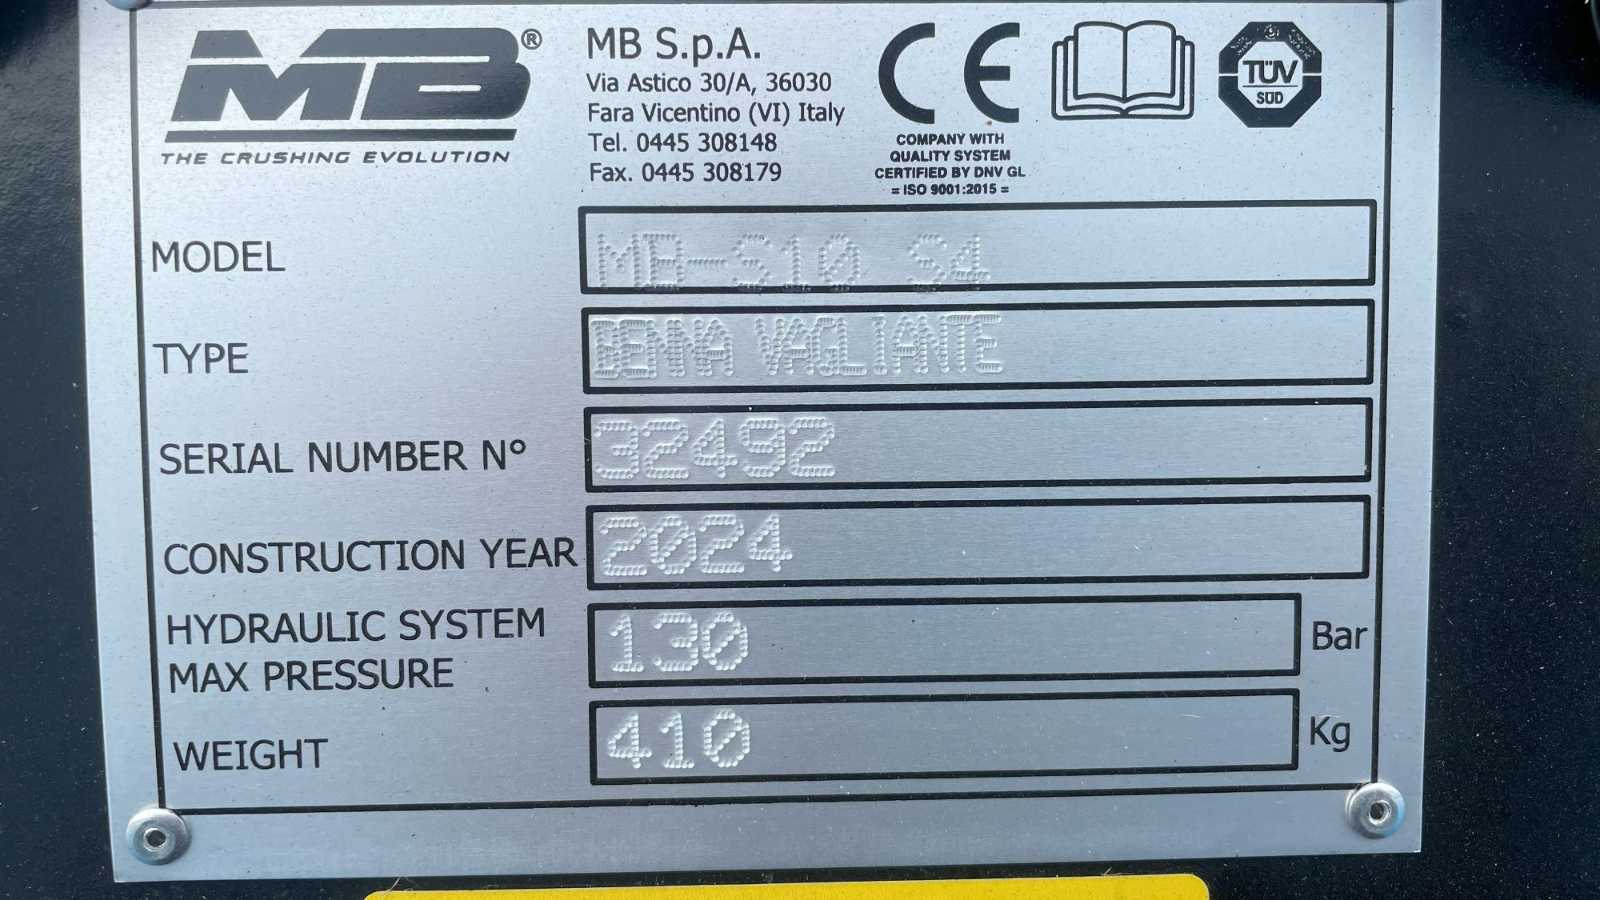 MB®
THE CRUSHING EVOLUTION
MB S.p.A.
Via Astico 30/A, 36030
Fara Vicentino (VI) Italy
Tel. 0445 308148
Fax. 0445 308179
CE
COMPANY WITH
QUALITY SYSTEM
CERTIFIED BY DNV GL
= ISO 9001:2015 =
TÜV
SÜD
MODEL MB-S10 S4
TYPE BENNA VAGLIANTE
SERIAL NUMBER N° 32492
CONSTRUCTION YEAR 2024
HYDRAULIC SYSTEM
MAX PRESSURE 130 Bar
WEIGHT 410 Kg